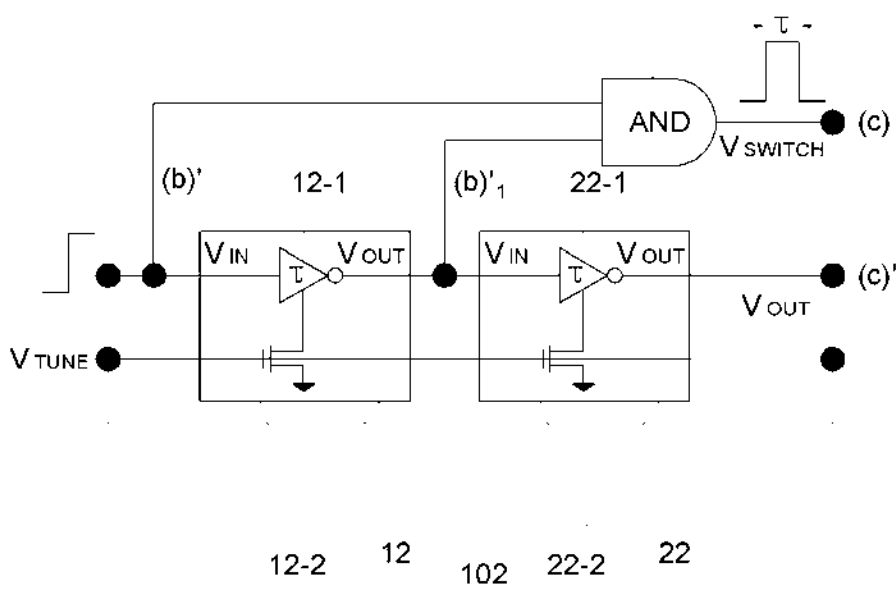 - τ -
AND
(c)
V SWITCH
(b)' 12-1 (b)'₁ 22-1
V IN V OUT V IN V OUT
τ τ (c)'
V OUT
V TUNE
12-2 12 102 22-2 22